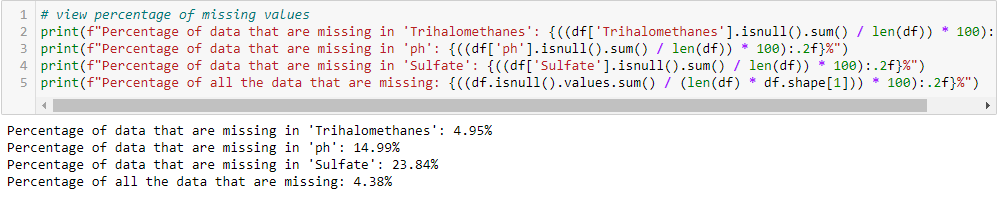 1 # view percentage of missing values
2 print(f"Percentage of data that are missing in 'Trihalomethanes': {((df['Trihalomethanes'].isnull().sum() / len(df)) * 100):
3 print(f"Percentage of data that are missing in 'ph': {((df['ph'].isnull().sum() / len(df)) * 100):.2f}%")
4 print(f"Percentage of data that are missing in 'Sulfate': {((df['Sulfate'].isnull().sum() / len(df)) * 100):.2f}%")
5 print(f"Percentage of all the data that are missing: {((df.isnull().values.sum() / (len(df) * df.shape[1])) * 100):.2f}%")
Percentage of data that are missing in 'Trihalomethanes': 4.95%
Percentage of data that are missing in 'ph': 14.99%
Percentage of data that are missing in 'Sulfate': 23.84%
Percentage of all the data that are missing: 4.38%